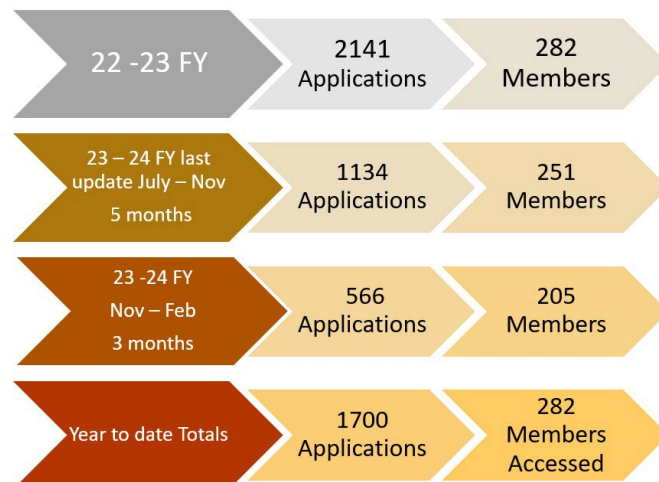 22 -23 FY
2141
Applications
282
Members
23 – 24 FY last
update July – Nov
5 months
1134
Applications
251
Members
23 -24 FY
Nov – Feb
3 months
566
Applications
205
Members
Year to date Totals
1700
Applications
282
Members
Accessed